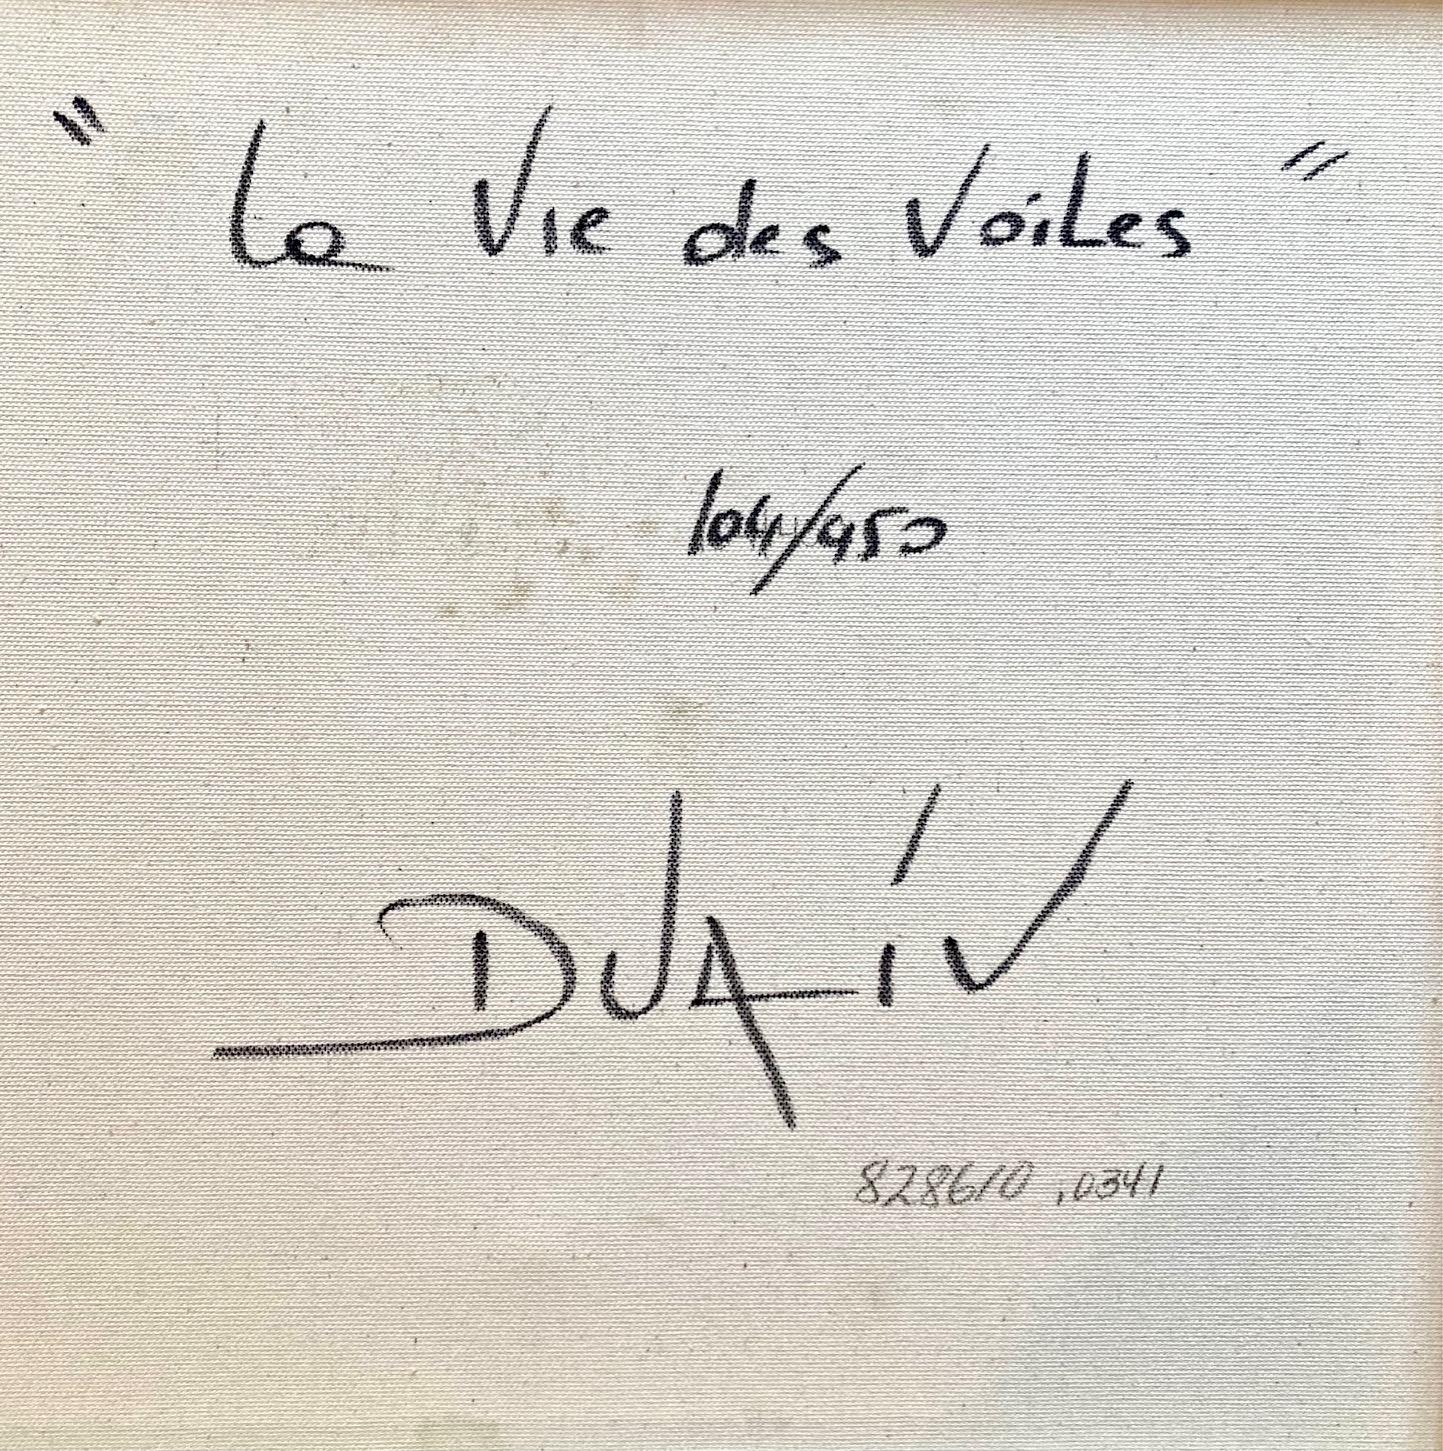 " La Vie des Voiles "
104/950
DUAIV
828610 .0341